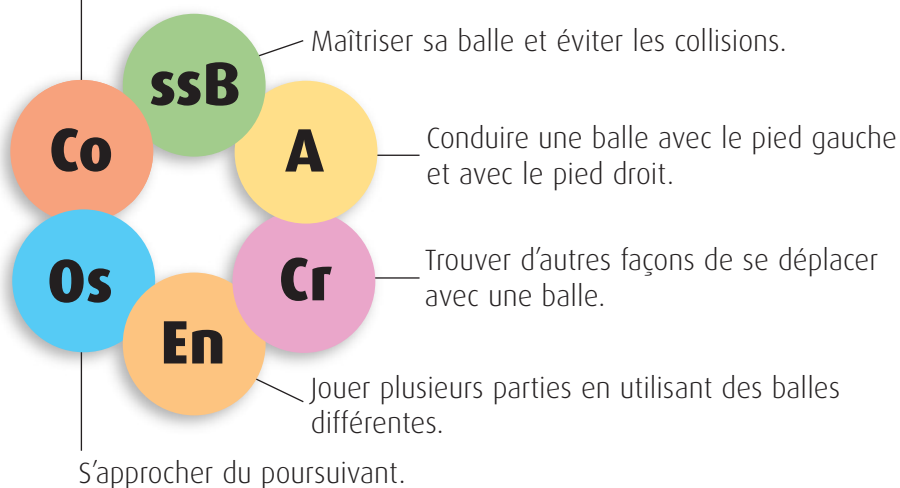 ssB
Maîtriser sa balle et éviter les collisions.
Co
A
Conduire une balle avec le pied gauche
et avec le pied droit.
Os
Cr
Trouver d'autres façons de se déplacer
avec une balle.
En
Jouer plusieurs parties en utilisant des balles
différentes.
S'approcher du poursuivant.